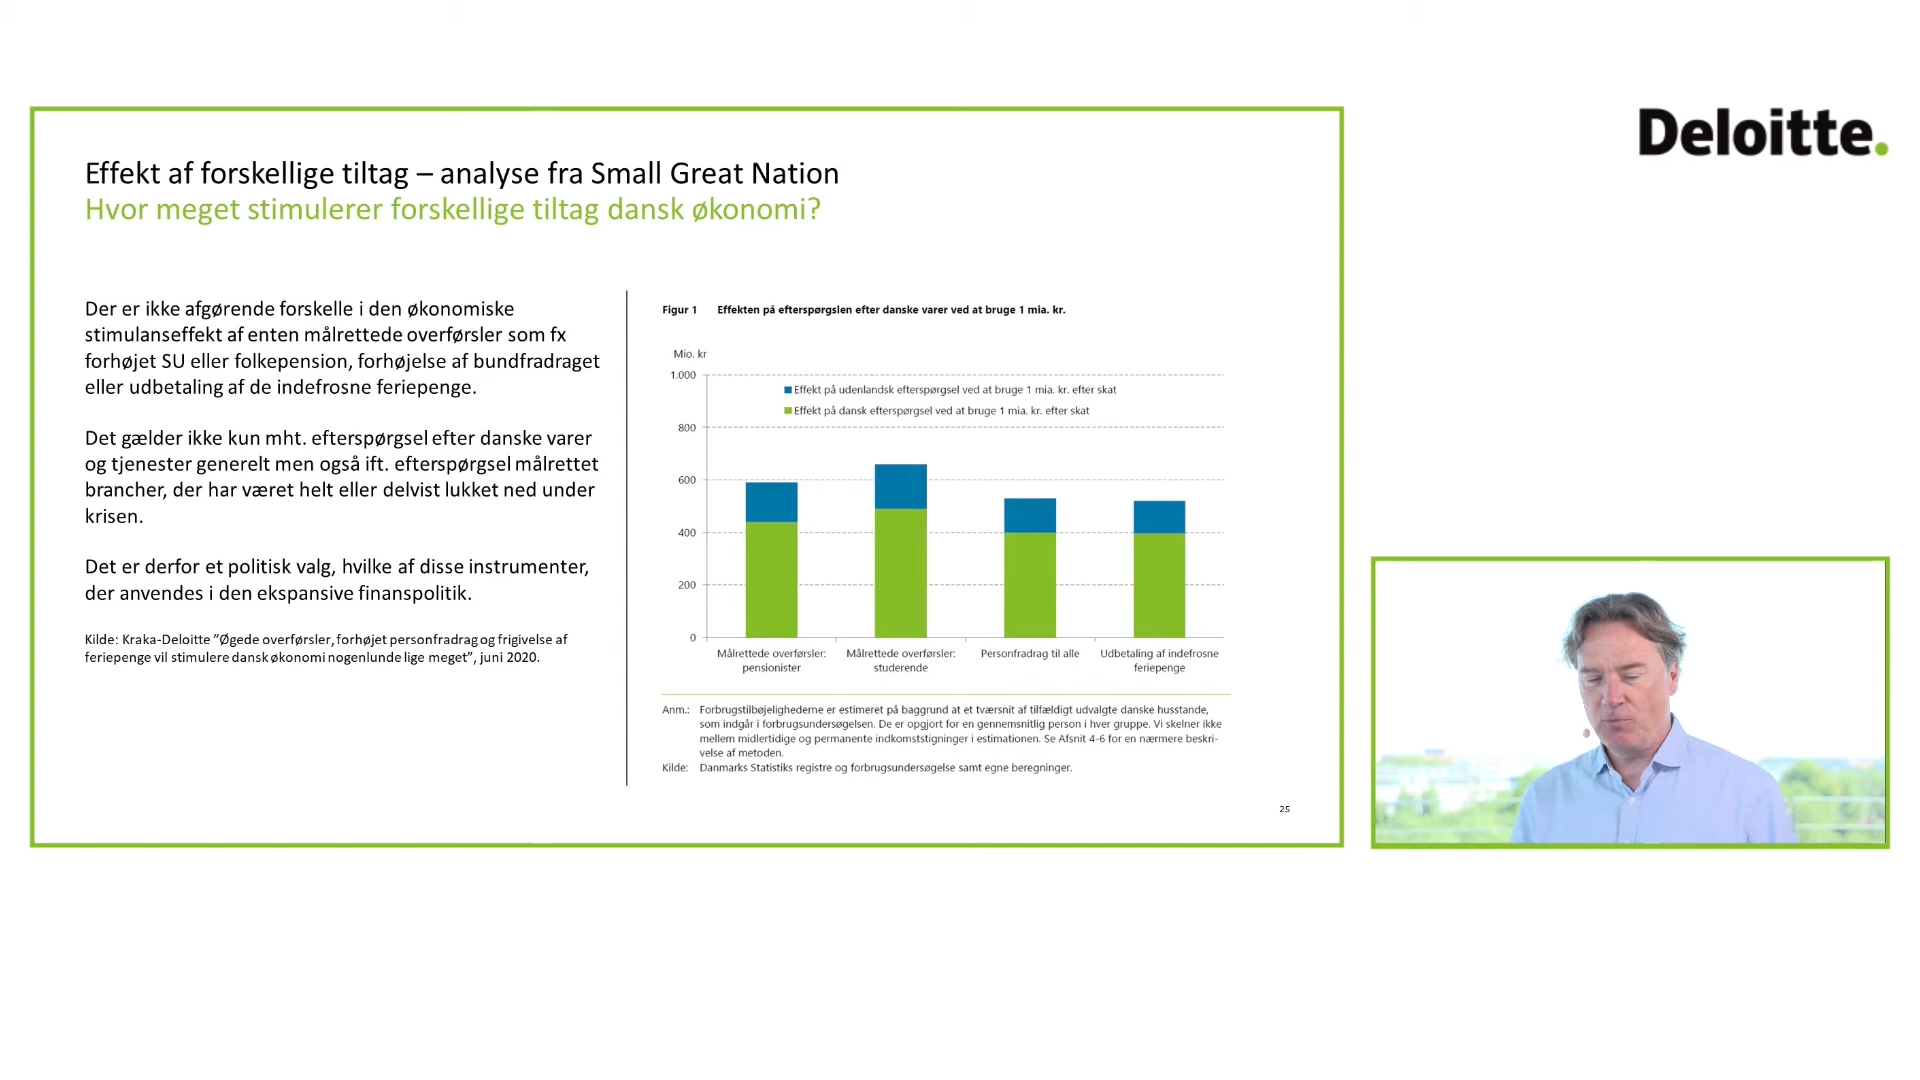 Deloitte.
Effekt af forskellige tiltag – analyse fra Small Great Nation
Hvor meget stimulerer forskellige tiltag dansk økonomi?
Der er ikke afgørende forskelle i den økonomiske
stimulanseffekt af enten målrettede overførsler som fx
forhøjet SU eller folkepension, forhøjelse af bundfradraget
eller udbetaling af de indefrosne feriepenge.
Det gælder ikke kun mht. efterspørgsel efter danske varer
og tjenester generelt men også ift. efterspørgsel målrettet
brancher, der har været helt eller delvist lukket ned under
krisen.
Det er derfor et politisk valg, hvilke af disse instrumenter,
der anvendes i den ekspansive finanspolitik.
Kilde: Kraka-Deloitte ”Øgede overførsler, forhøjet personfradrag og frigivelse af
feriepenge vil stimulere dansk økonomi nogenlunde lige meget”, juni 2020.
Figur 1 Effekten på efterspørgslen efter danske varer ved at bruge 1 mia. kr.
Mio. kr
1.000
Effekt på udenlandsk efterspørgsel ved at bruge 1 mia. kr. efter skat
Effekt på dansk efterspørgsel ved at bruge 1 mia. kr. efter skat
800
600
400
200
0
Målrettede overførsler: pensionister
Målrettede overførsler: studerende
Personfradrag til alle
Udbetaling af indefrosne feriepenge
Anm.: Forbrugstilbøjelighederne er estimeret på baggrund at et tværsnit af tilfældigt udvalgte danske husstande,
som indgår i forbrugsundersøgelsen. De er opgjort for en gennemsnitlig person i hver gruppe. Vi skelner ikke
mellem midlertidige og permanente indkomststigninger i estimationen. Se Afsnit 4-6 for en nærmere beskri-
velse af metoden.
Kilde: Danmarks Statistiks registre og forbrugsundersøgelse samt egne beregninger.
25